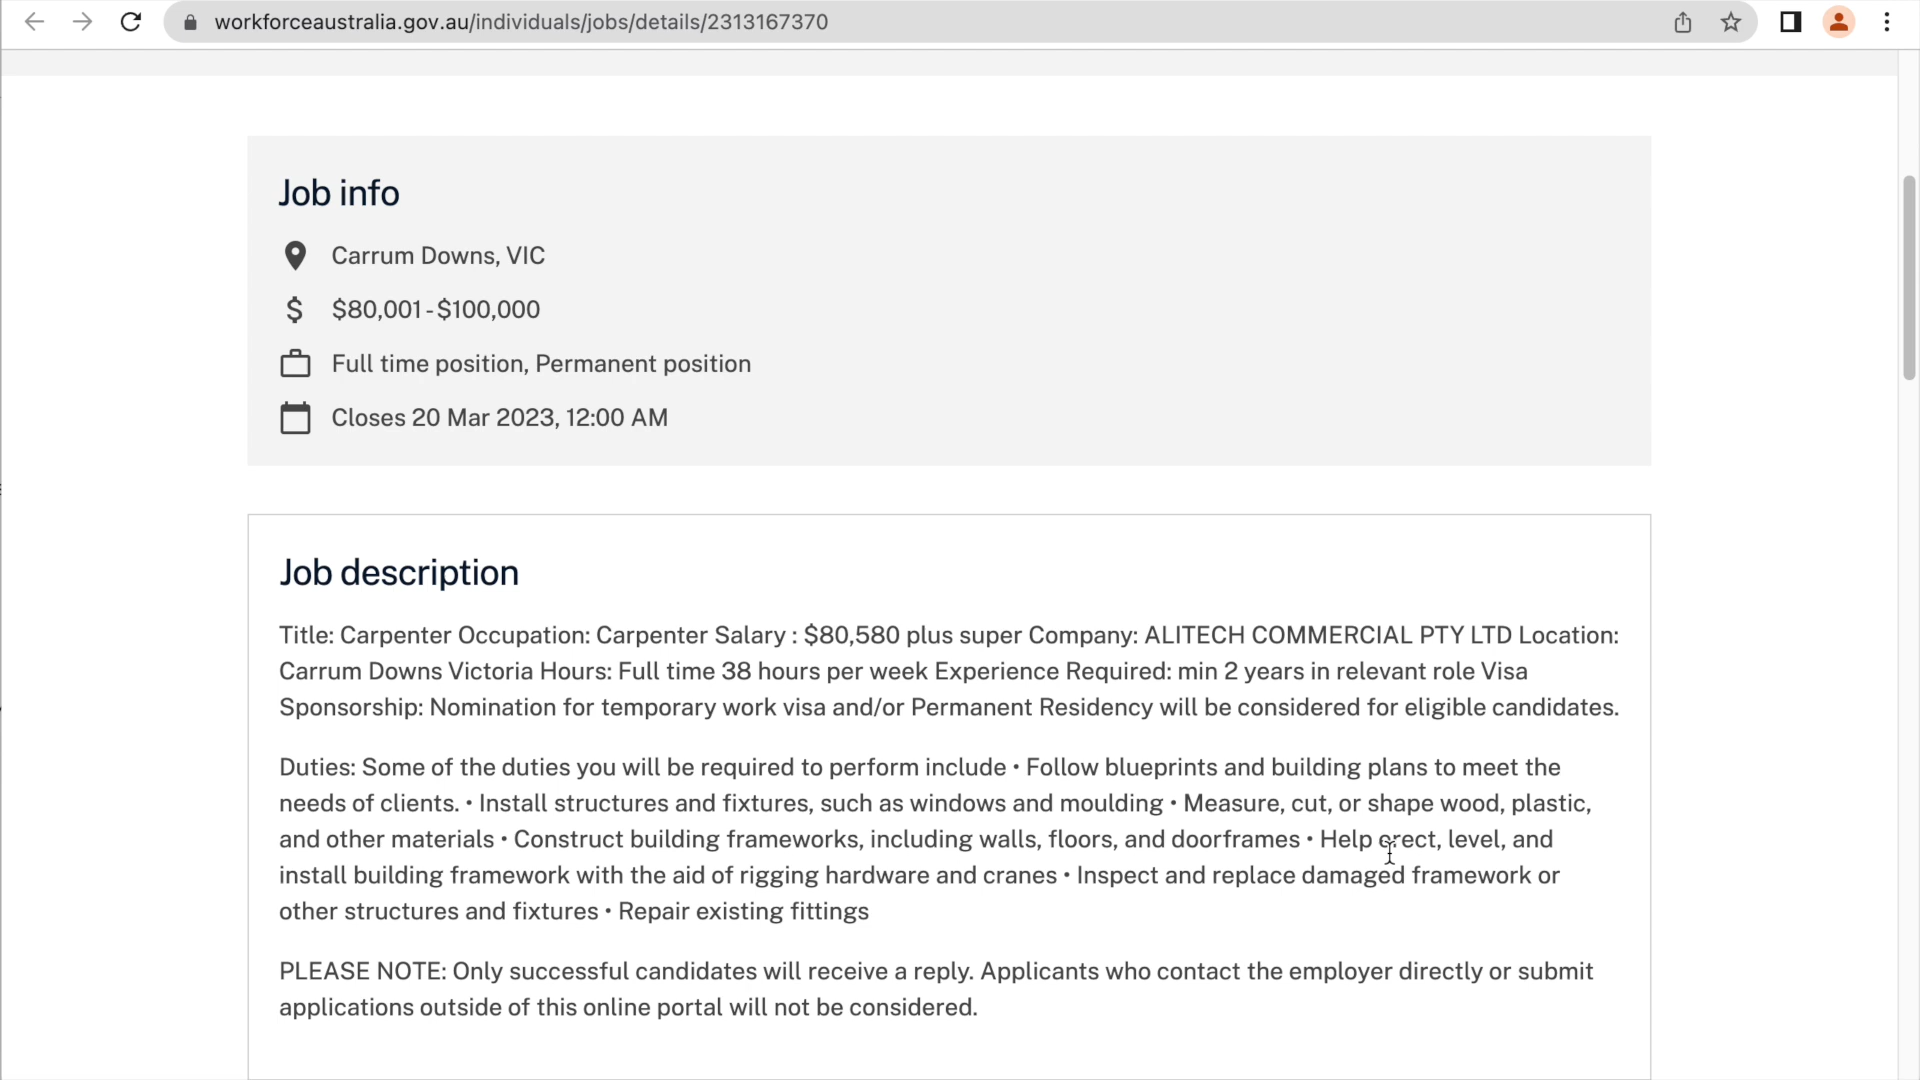 workforceaustralia.gov.au/individuals/jobs/details/2313167370
Job info
Carrum Downs, VIC
$80,001 - $100,000
Full time position, Permanent position
Closes 20 Mar 2023, 12:00 AM
Job description
Title: Carpenter Occupation: Carpenter Salary : $80,580 plus super Company: ALITECH COMMERCIAL PTY LTD Location:
Carrum Downs Victoria Hours: Full time 38 hours per week Experience Required: min 2 years in relevant role Visa
Sponsorship: Nomination for temporary work visa and/or Permanent Residency will be considered for eligible candidates.
Duties: Some of the duties you will be required to perform include • Follow blueprints and building plans to meet the
needs of clients. • Install structures and fixtures, such as windows and moulding • Measure, cut, or shape wood, plastic,
and other materials • Construct building frameworks, including walls, floors, and doorframes • Help erect, level, and
install building framework with the aid of rigging hardware and cranes • Inspect and replace damaged framework or
other structures and fixtures • Repair existing fittings
PLEASE NOTE: Only successful candidates will receive a reply. Applicants who contact the employer directly or submit
applications outside of this online portal will not be considered.